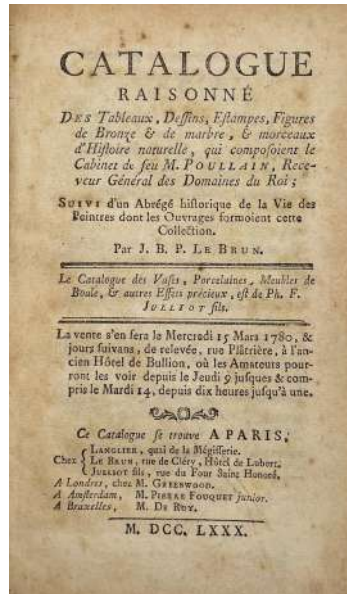 CATALOGUE
RAISONNÉ
DES Tableaux, Deſſins, Eſtampes, Figures
de Bronze & de marbre, & morceaux
d'Hiſtoire naturelle, qui compoſoient le
Cabinet de feu M. POULLAIN, Rece-
veur Général des Domaines du Roi;
SUIVI d'un Abrégé hiſtorique de la Vie des
Peintres dont les Ouvrages formoient cette
Collection.
Par J. B. P. LE BRUN.
Le Catalogue des Vaſes, Porcelaines, Meubles de
Boule, & autres Effets précieux, eſt de Ph. F.
JULLIOT fils.
La vente s'en fera le Mercredi 15 Mars 1780, &
jours ſuivans, de relevée, rue Plâtrière, à l'an-
cien Hôtel de Bullion, où les Amateurs pour-
ront les voir depuis le Jeudi 9 juſques & com-
pris le Mardi 14, depuis dix heures juſqu'à une.
Ce Catalogue ſe trouve A PARIS,
LANGLIER, quai de la Mégiſſerie.
Chez { LE BRUN, rue de Cléry, Hôtel de Lubert.
JULLIOT fils, rue du Four Saint Honoré.
A Londres, chez M. GREENWOOD.
A Amſterdam, M. PIERRE FOUQUET junior.
A Bruxelles, M. DE ROY.
M. DCC. LXXX.